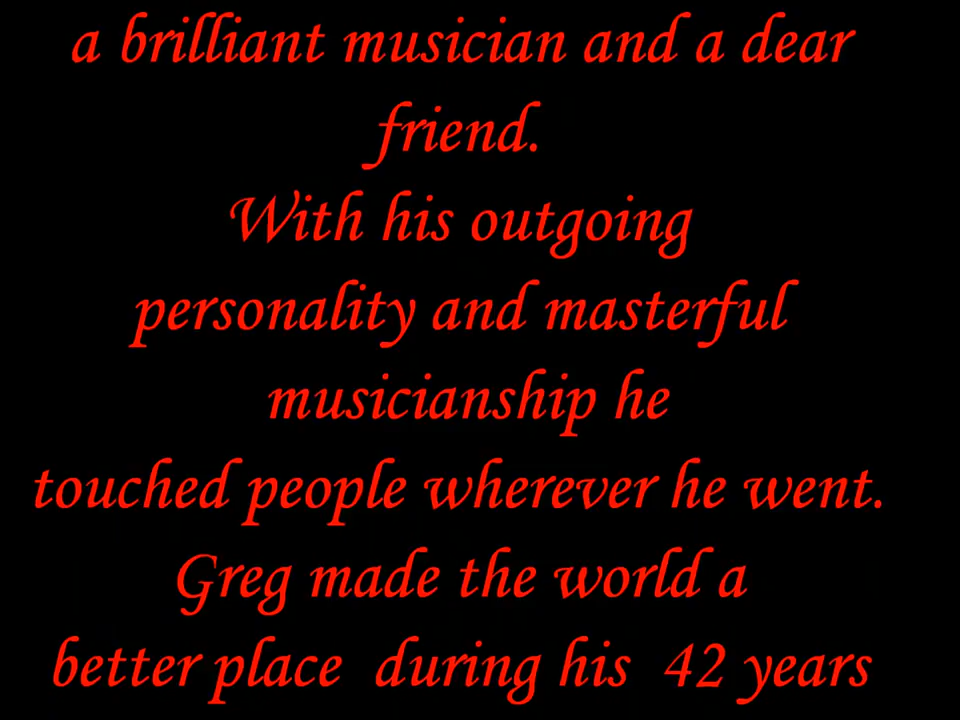 a brilliant musician and a dear
friend.
With his outgoing
personality and masterful
musicianship he
touched people wherever he went.
Greg made the world a
better place during his 42 years